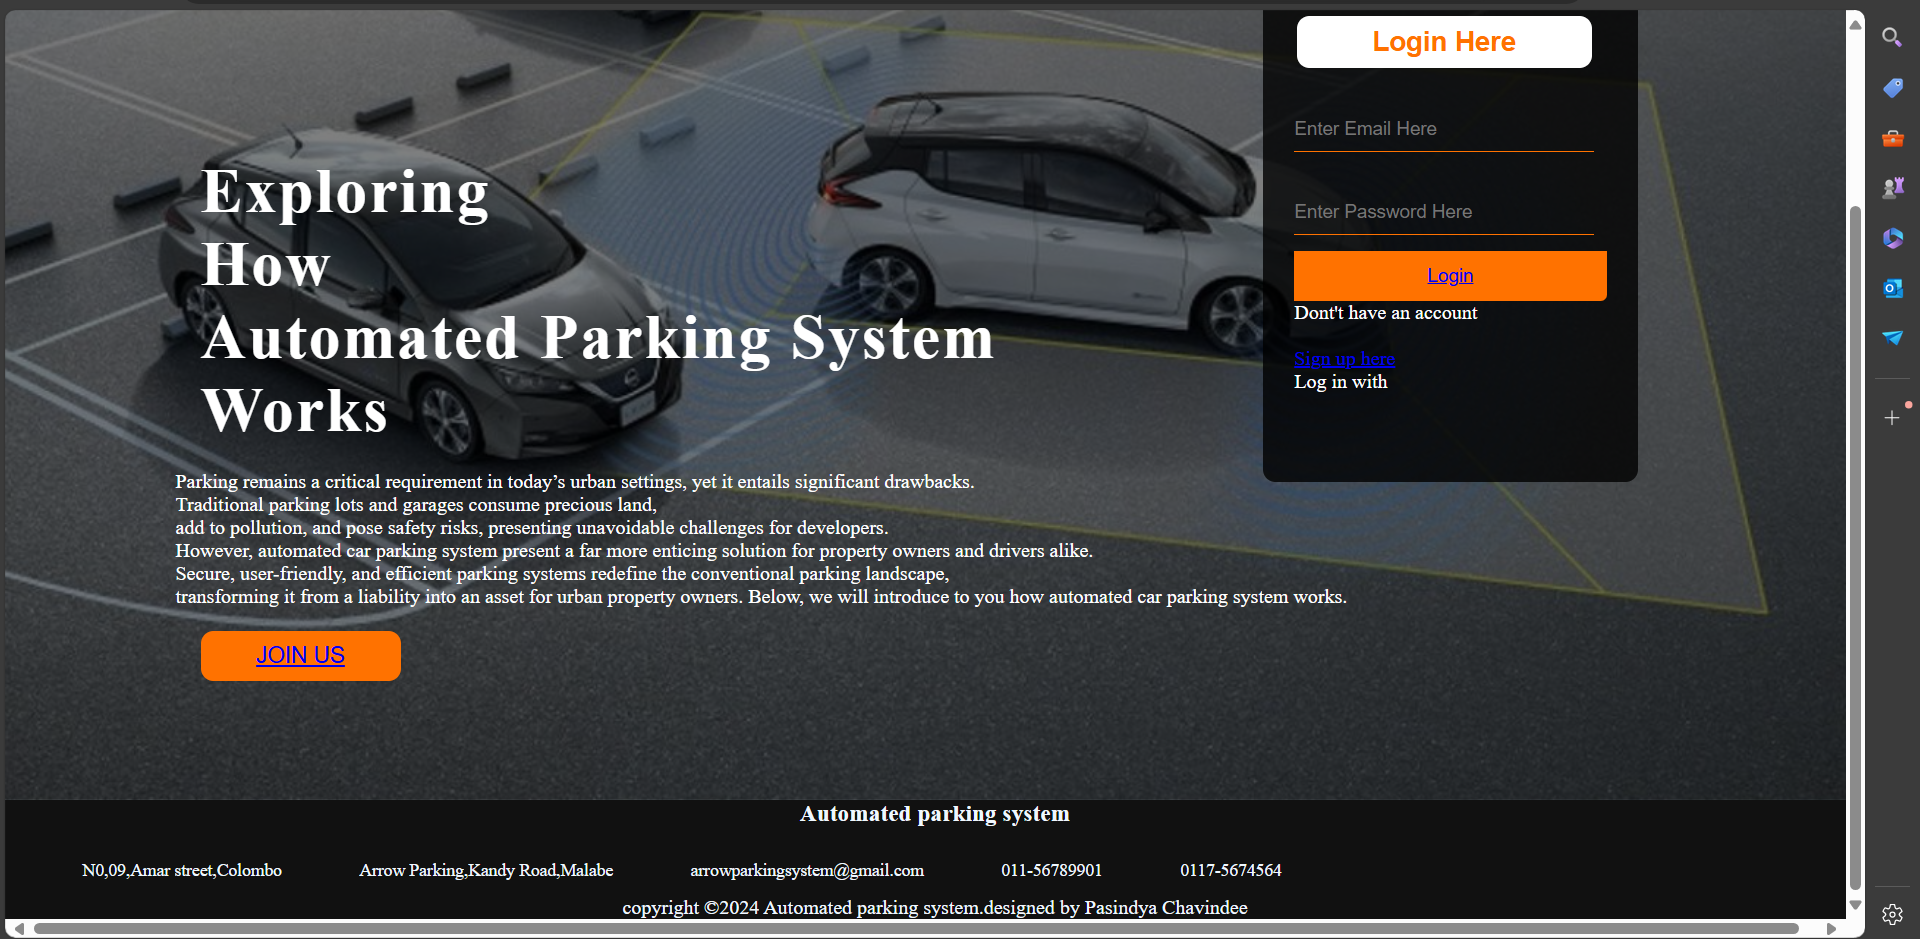 Login Here
Enter Email Here
Enter Password Here
Login
Dont't have an account
Sign up here
Log in with
Exploring
How
Automated Parking System
Works
Parking remains a critical requirement in today’s urban settings, yet it entails significant drawbacks.
Traditional parking lots and garages consume precious land,
add to pollution, and pose safety risks, presenting unavoidable challenges for developers.
However, automated car parking system present a far more enticing solution for property owners and drivers alike.
Secure, user-friendly, and efficient parking systems redefine the conventional parking landscape,
transforming it from a liability into an asset for urban property owners. Below, we will introduce to you how automated car parking system works.
JOIN US
Automated parking system
N0,09,Amar street,Colombo Arrow Parking,Kandy Road,Malabe arrowparkingsystem@gmail.com 011-56789901 0117-5674564
copyright ©2024 Automated parking system.designed by Pasindya Chavindee